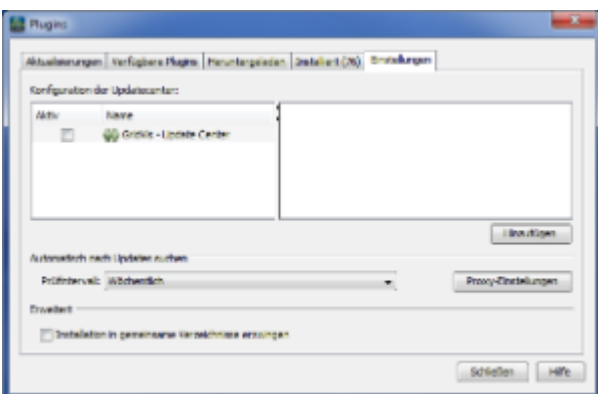 Plugins
Aktualisierungen Verfügbare Plugins Heruntergeladen Installiert (76) Einstellungen
Konfiguration der Updatecenter:
Aktiv Name
- Update Center
Hinzufügen
Automatisch nach Updates suchen
Prüfintervall: Wöchentlich Proxy-Einstellungen
Erweitert
Installation in gemeinsame Verzeichnisse erzwingen
Schließen Hilfe